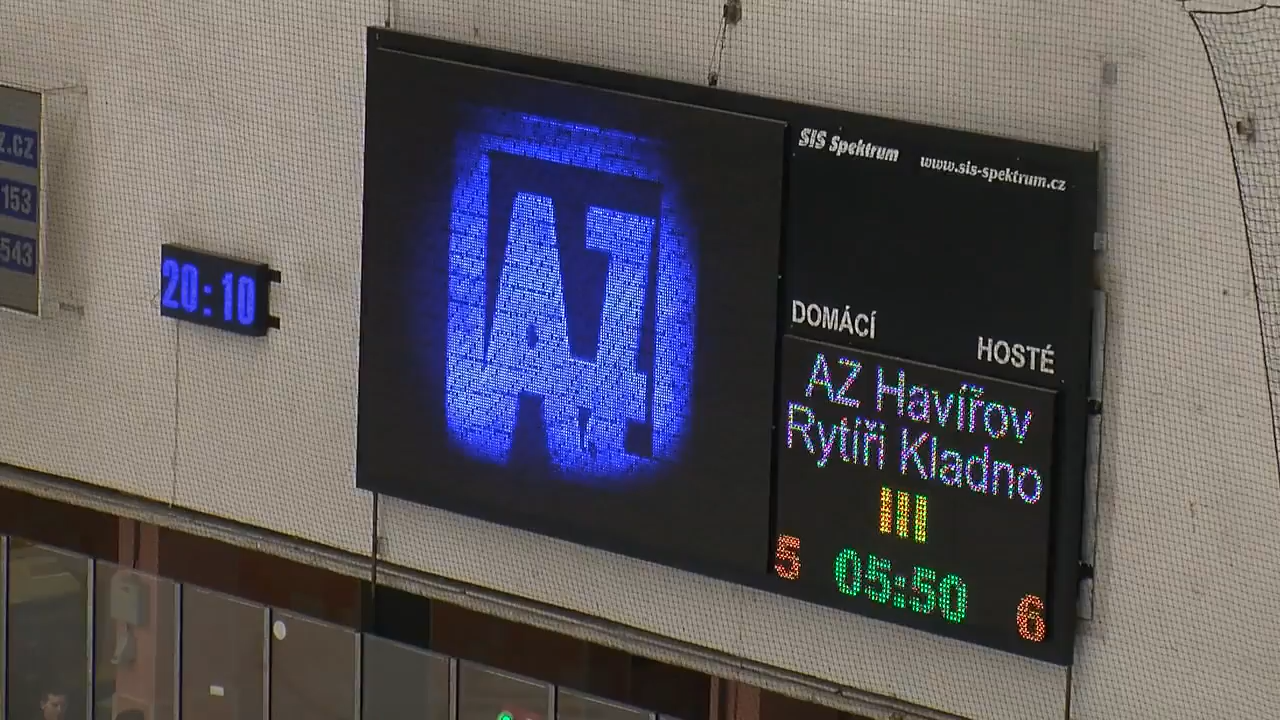 Z.CZ
153
543
20:10
AZ
SIS Spektrum www.sis-spektrum.cz
DOMÁCÍ
HOSTÉ
AZ Havířov
Rytíři Kladno
III
5 05:50 6